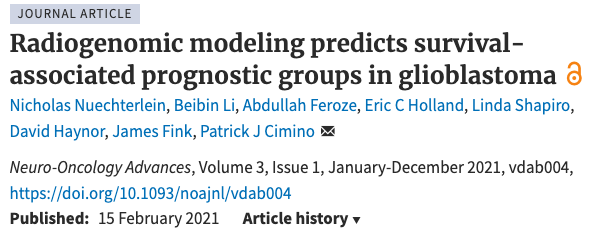 JOURNAL ARTICLE
Radiogenomic modeling predicts survival-
associated prognostic groups in glioblastoma
Nicholas Nuechterlein, Beibin Li, Abdullah Feroze, Eric C Holland, Linda Shapiro,
David Haynor, James Fink, Patrick J Cimino
Neuro-Oncology Advances, Volume 3, Issue 1, January-December 2021, vdab004,
https://doi.org/10.1093/noajnl/vdab004
Published: 15 February 2021 Article history ▾